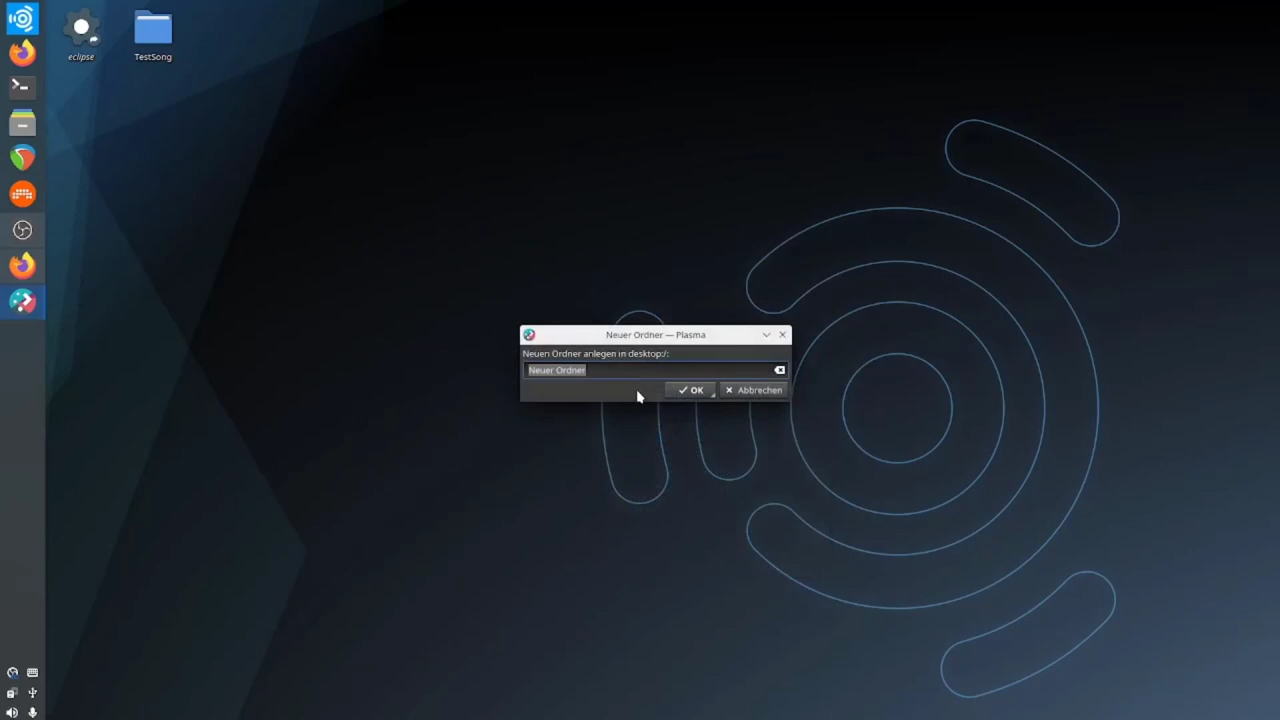 eclipse
TestSong
Neuer Ordner — Plasma
Neuen Ordner anlegen in desktop:/:
Neuer Ordner
OK
Abbrechen